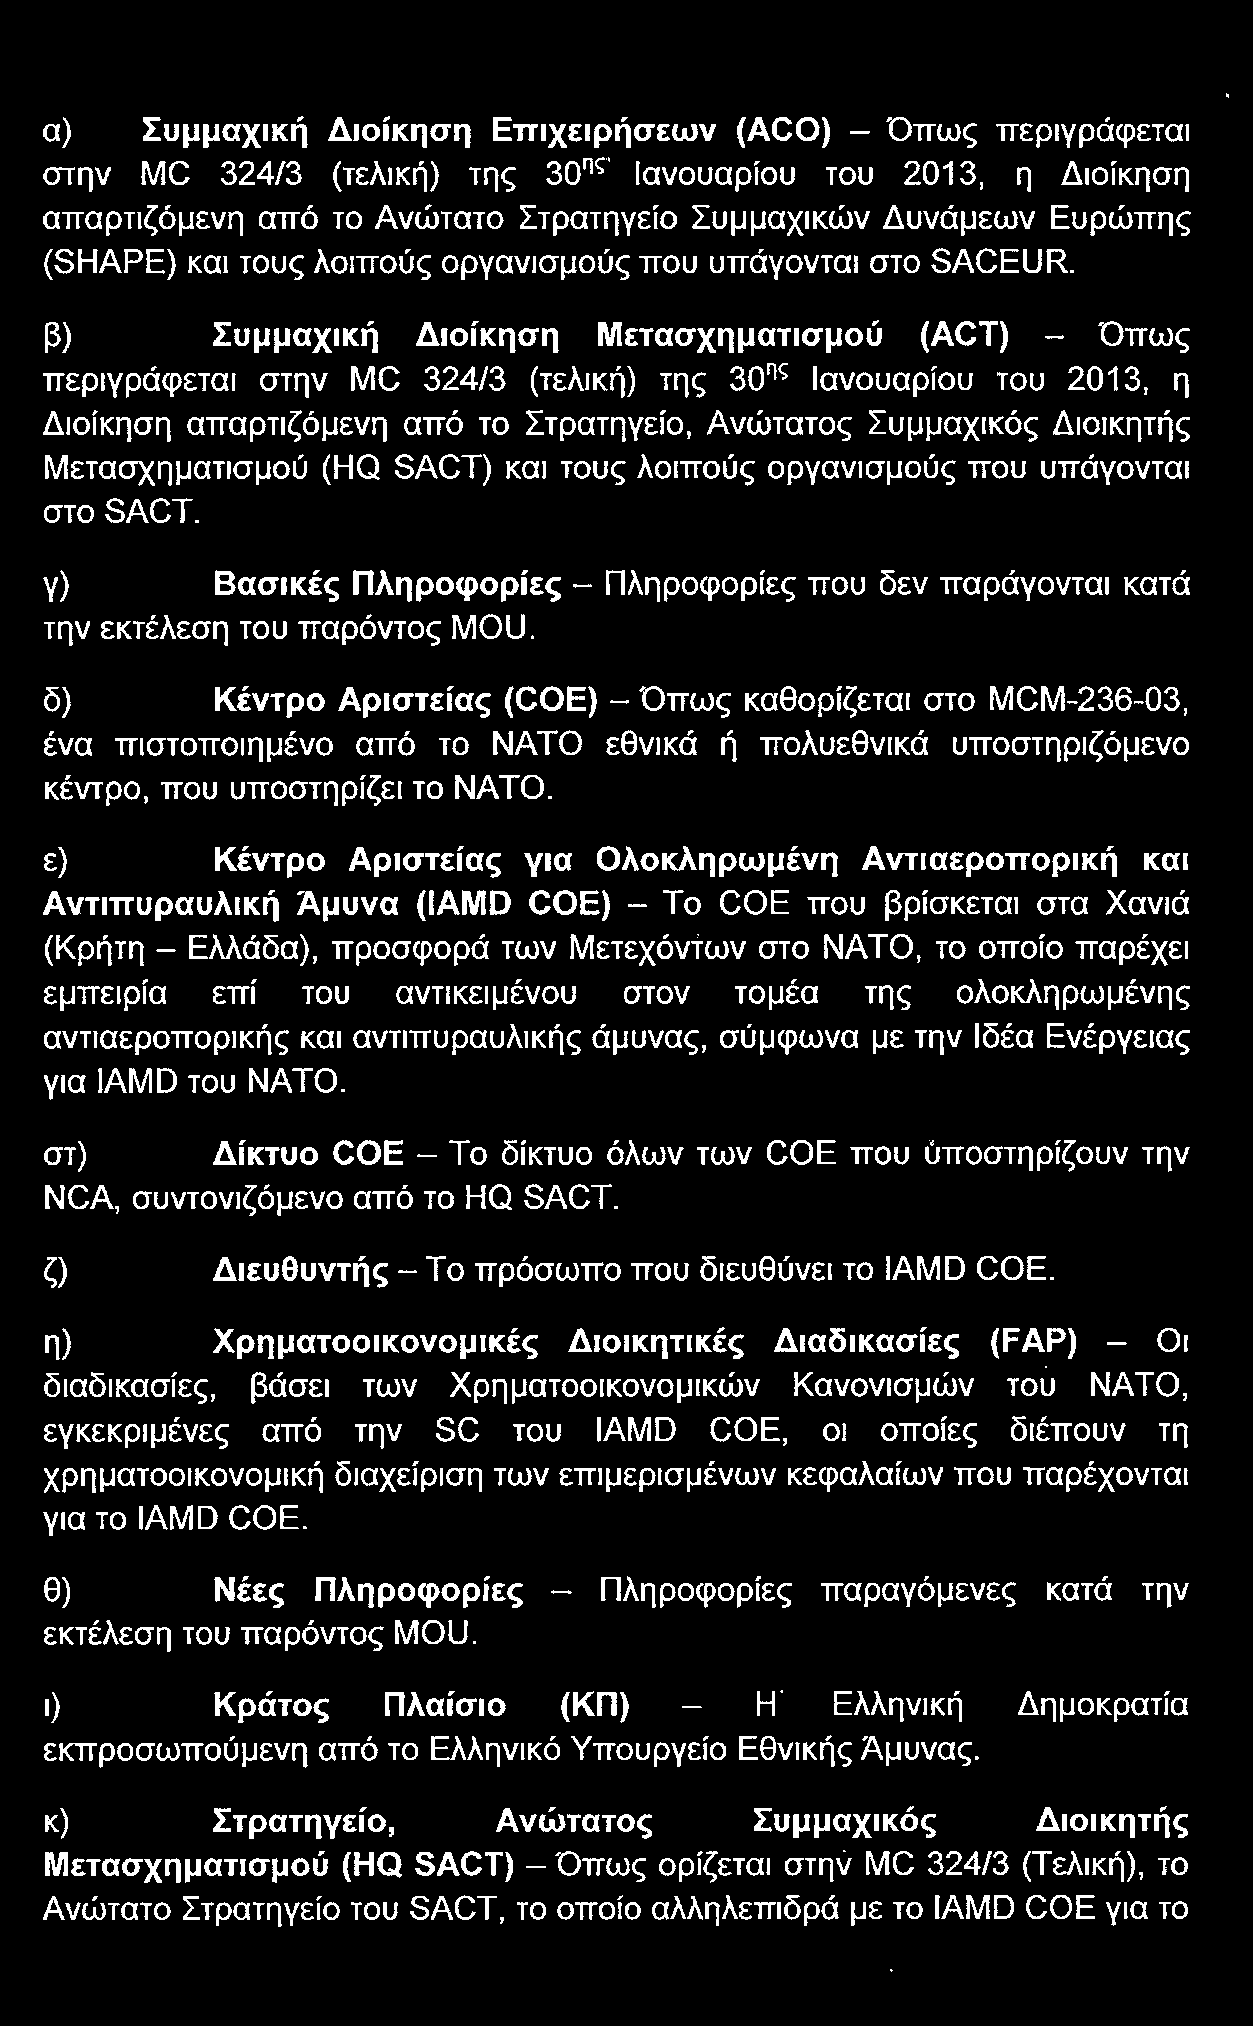 α) Συμμαχική Διοίκηση Επιχειρήσεων (ACO) – Όπως περιγράφεται
στην MC 324/3 (τελική) της 30ης Ιανουαρίου του 2013, η Διοίκηση
απαρτιζόμενη από το Ανώτατο Στρατηγείο Συμμαχικών Δυνάμεων Ευρώπης
(SHAPE) και τους λοιπούς οργανισμούς που υπάγονται στο SACEUR.
β) Συμμαχική Διοίκηση Μετασχηματισμού (ACT) – Όπως
περιγράφεται στην MC 324/3 (τελική) της 30ης Ιανουαρίου του 2013, η
Διοίκηση απαρτιζόμενη από το Στρατηγείο, Ανώτατος Συμμαχικός Διοικητής
Μετασχηματισμού (HQ SACT) και τους λοιπούς οργανισμούς που υπάγονται
στο SACT.
γ) Βασικές Πληροφορίες – Πληροφορίες που δεν παράγονται κατά
την εκτέλεση του παρόντος MOU.
δ) Κέντρο Αριστείας (COE) – Όπως καθορίζεται στο MCM-236-03,
ένα πιστοποιημένο από το ΝΑΤΟ εθνικά ή πολυεθνικά υποστηριζόμενο
κέντρο, που υποστηρίζει το ΝΑΤΟ.
ε) Κέντρο Αριστείας για Ολοκληρωμένη Αντιαεροπορική και
Αντιπυραυλική Άμυνα (IAMD COE) – Το COE που βρίσκεται στα Χανιά
(Κρήτη – Ελλάδα), προσφορά των Μετεχόντων στο ΝΑΤΟ, το οποίο παρέχει
εμπειρία επί του αντικειμένου στον τομέα της ολοκληρωμένης
αντιαεροπορικής και αντιπυραυλικής άμυνας, σύμφωνα με την Ιδέα Ενέργειας
για IAMD του ΝΑΤΟ.
στ) Δίκτυο COE – Το δίκτυο όλων των COE που υποστηρίζουν την
NCA, συντονιζόμενο από το HQ SACT.
ζ) Διευθυντής – Το πρόσωπο που διευθύνει το IAMD COE.
η) Χρηματοοικονομικές Διοικητικές Διαδικασίες (FAP) – Οι
διαδικασίες, βάσει των Χρηματοοικονομικών Κανονισμών του ΝΑΤΟ,
εγκεκριμένες από την SC του IAMD COE, οι οποίες διέπουν τη
χρηματοοικονομική διαχείριση των επιμερισμένων κεφαλαίων που παρέχονται
για το IAMD COE.
θ) Νέες Πληροφορίες – Πληροφορίες παραγόμενες κατά την
εκτέλεση του παρόντος MOU.
ι) Κράτος Πλαίσιο (ΚΠ) – Η Ελληνική Δημοκρατία
εκπροσωπούμενη από το Ελληνικό Υπουργείο Εθνικής Άμυνας.
κ) Στρατηγείο, Ανώτατος Συμμαχικός Διοικητής
Μετασχηματισμού (HQ SACT) – Όπως ορίζεται στην MC 324/3 (Τελική), το
Ανώτατο Στρατηγείο του SACT, το οποίο αλληλεπιδρά με το IAMD COE για το